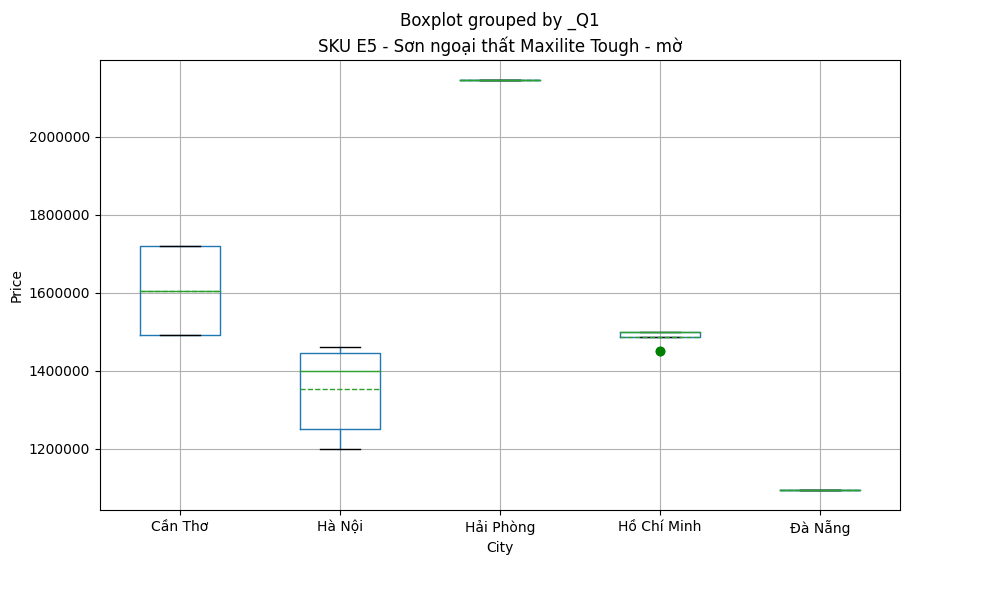 Boxplot grouped by _Q1
SKU E5 - Sơn ngoại thất Maxilite Tough - mờ
2000000
1800000
1600000
1400000
1200000
Price
Cần Thơ
Hà Nội
Hải Phòng
Hồ Chí Minh
Đà Nẵng
City